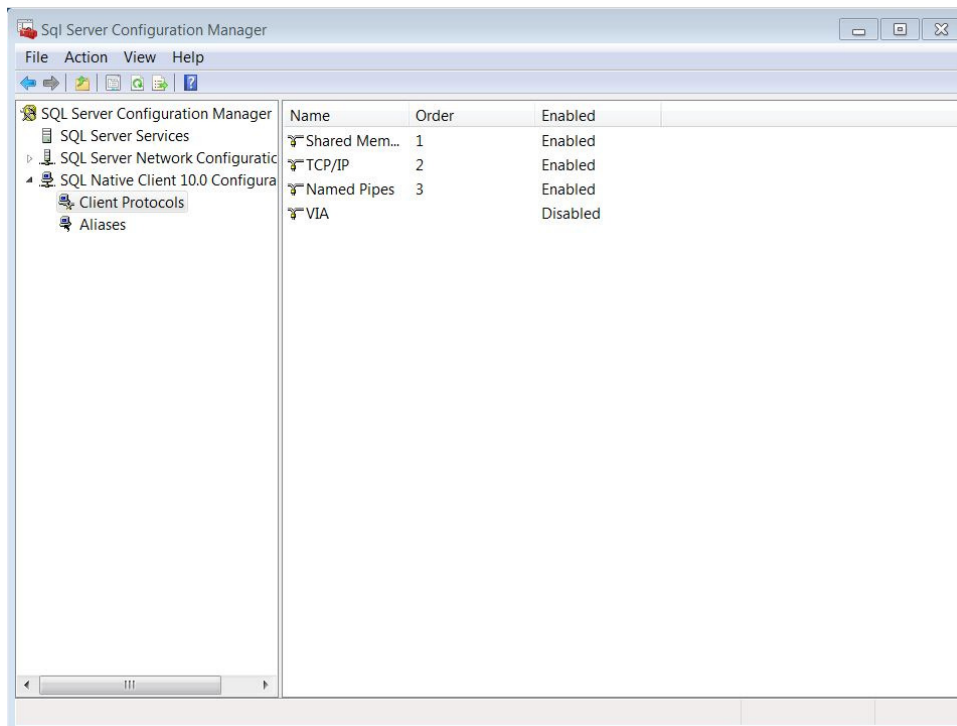 Sql Server Configuration Manager
File Action View Help
SQL Server Configuration Manager
SQL Server Services
SQL Server Network Configuratic
SQL Native Client 10.0 Configura
Client Protocols
Aliases
Name Order Enabled
Shared Mem... 1 Enabled
TCP/IP 2 Enabled
Named Pipes 3 Enabled
VIA Disabled